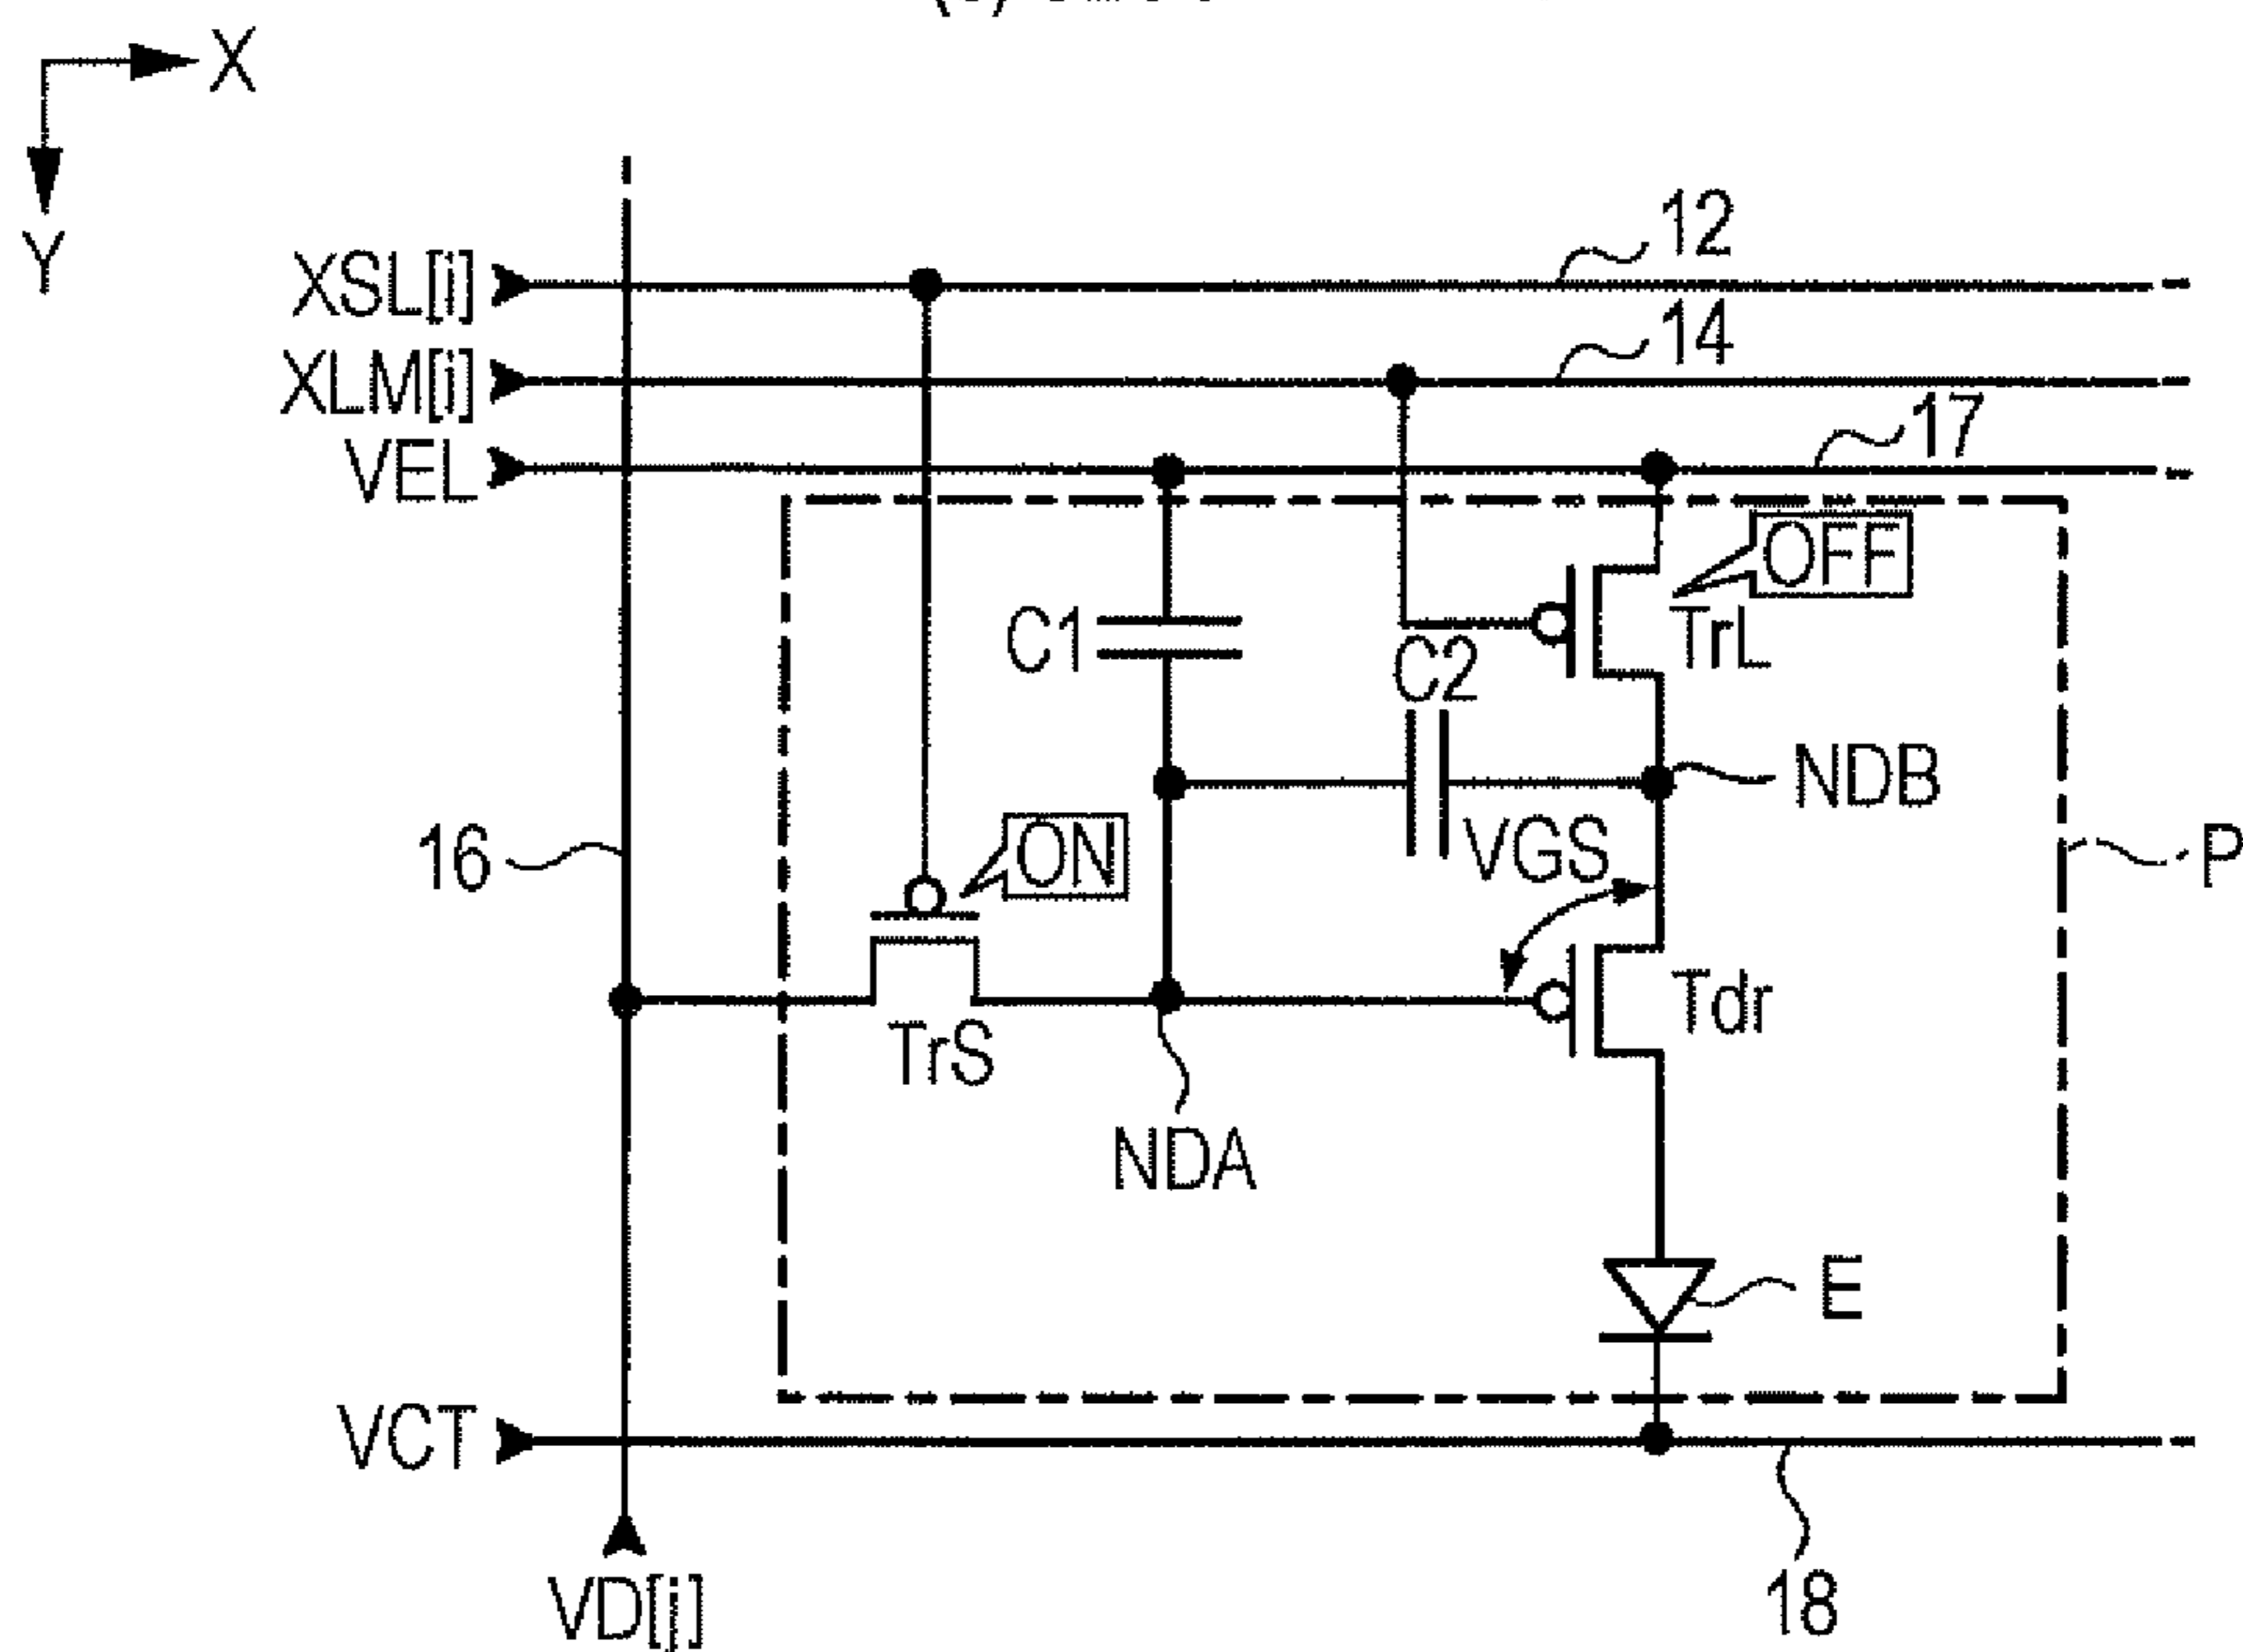 X
Y
12
XSL[i]
14
XLM[i]
17
VEL
OFF
C1
TrL
C2
NDB
ON
VGS
16
P
Tdr
TrS
NDA
E
VCT
18
VD[j]